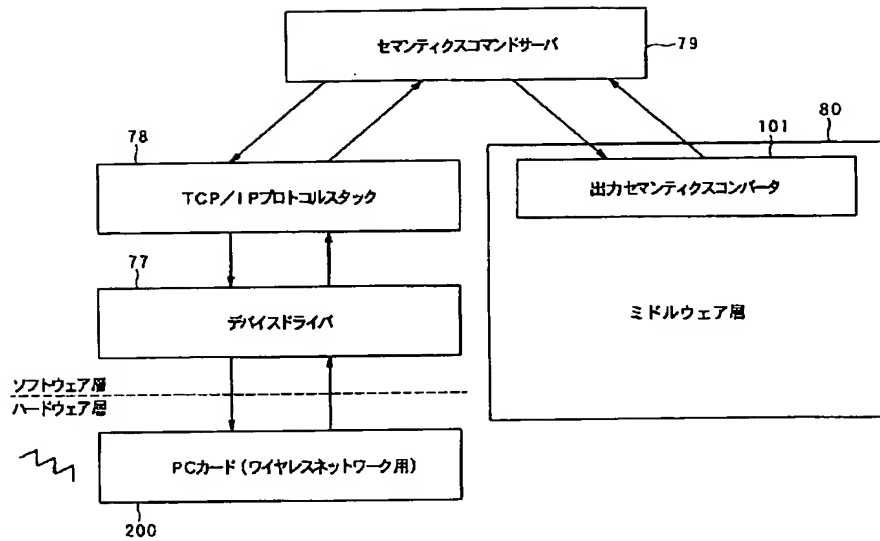 セマンティクスコマンドサーバ
79
80
78
101
TCP/IPプロトコルスタック
出力セマンティクスコンバータ
77
デバイスドライバ
ミドルウェア層
ソフトウェア層
ハードウェア層
PCカード(ワイヤレスネットワーク用)
200